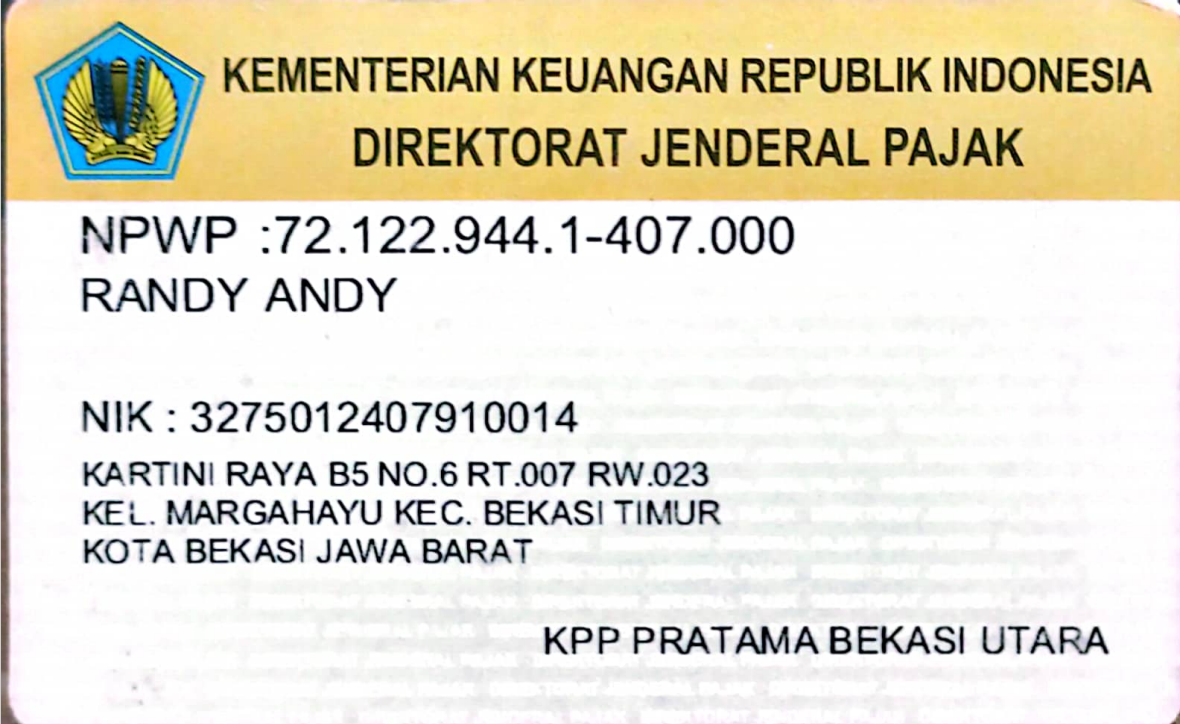 KEMENTERIAN KEUANGAN REPUBLIK INDONESIA
DIREKTORAT JENDERAL PAJAK
NPWP :72.122.944.1-407.000
RANDY ANDY
NIK : 3275012407910014
KARTINI RAYA B5 NO.6 RT.007 RW.023
KEL. MARGAHAYU KEC. BEKASI TIMUR
KOTA BEKASI JAWA BARAT
KPP PRATAMA BEKASI UTARA